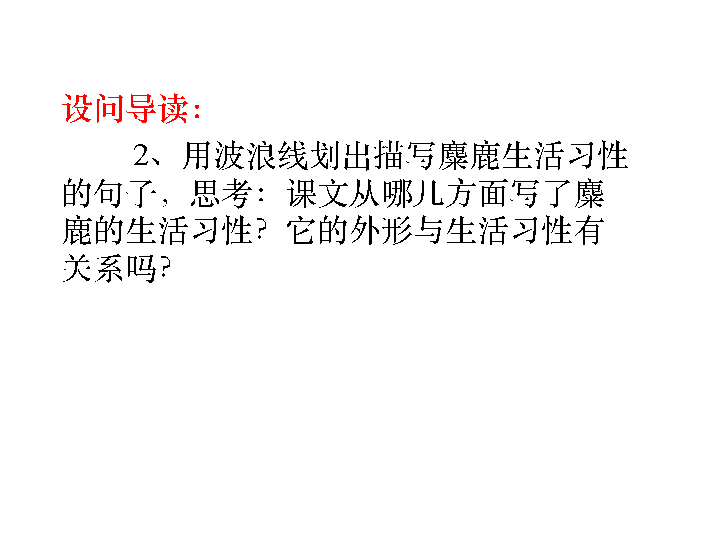 设问导读：
2、用波浪线划出描写麋鹿生活习性
的句子，思考：课文从哪几方面写了麋
鹿的生活习性？它的外形与生活习性有
关系吗？